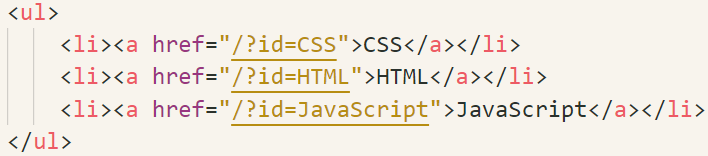 <ul>
    <li><a href="/?id=CSS">CSS</a></li>
    <li><a href="/?id=HTML">HTML</a></li>
    <li><a href="/?id=JavaScript">JavaScript</a></li>
</ul>